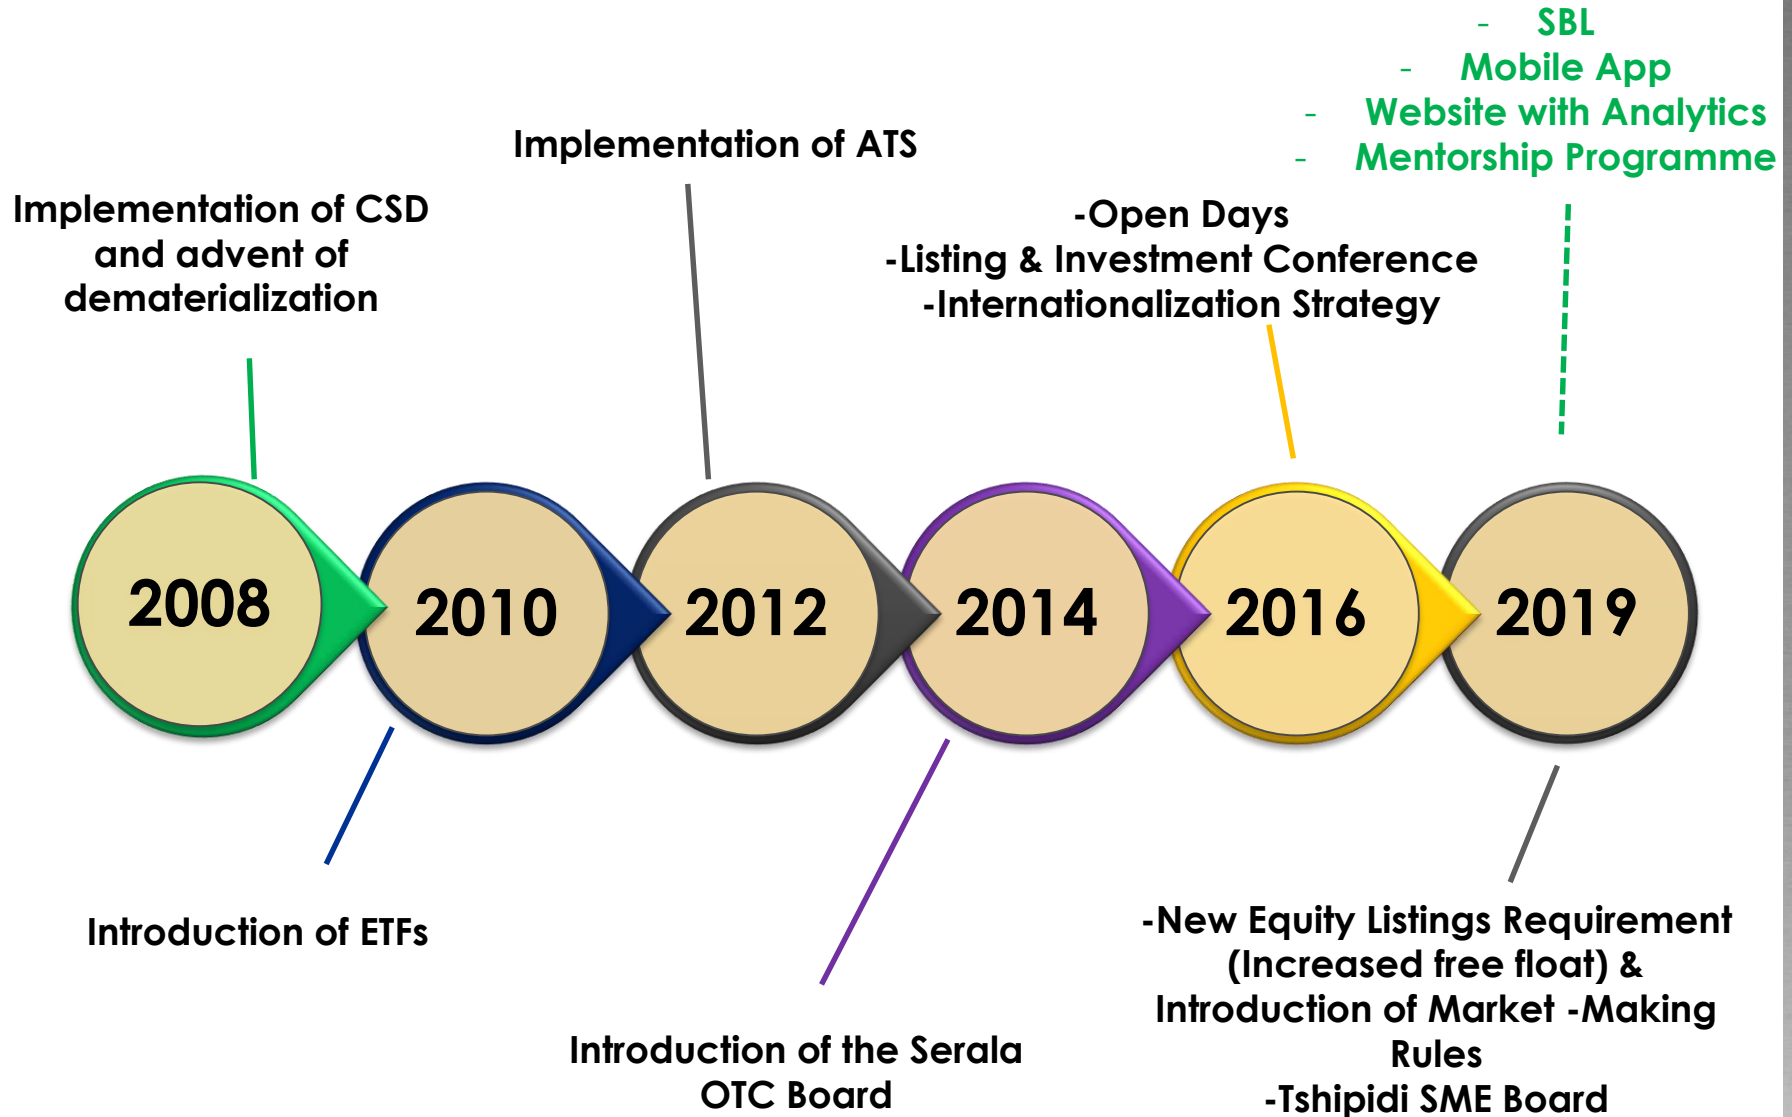 - SBL
- Mobile App
- Website with Analytics
- Mentorship Programme
Implementation of ATS
Implementation of CSD
and advent of
dematerialization
-Open Days
-Listing & Investment Conference
-Internationalization Strategy
2008
2010
2012
2014
2016
2019
Introduction of ETFs
Introduction of the Serala
OTC Board
-New Equity Listings Requirement
(Increased free float) &
Introduction of Market -Making
Rules
-Tshipidi SME Board